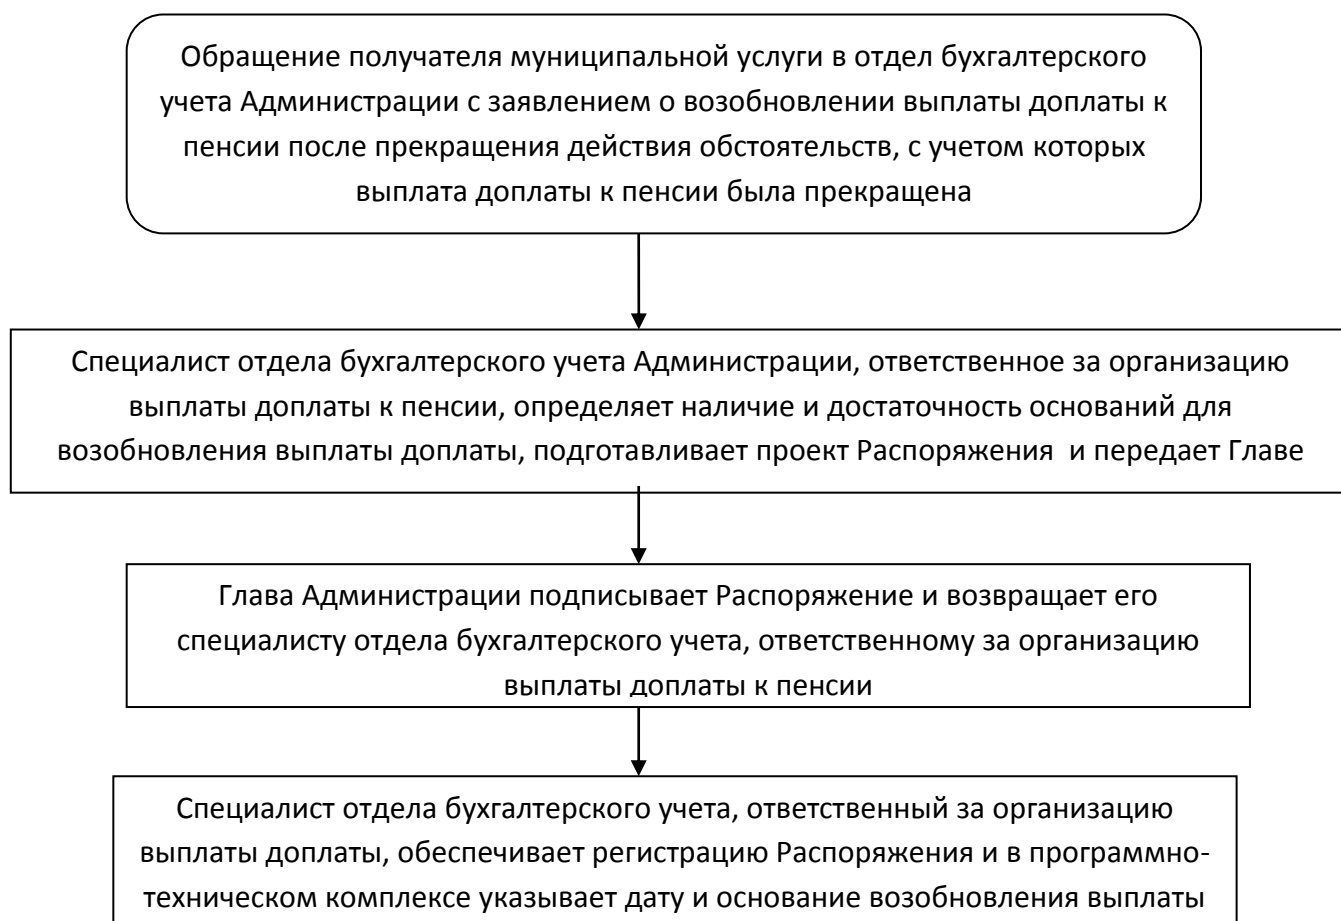 Обращение получателя муниципальной услуги в отдел бухгалтерского
учета Администрации с заявлением о возобновлении выплаты доплаты к
пенсии после прекращения действия обстоятельств, с учетом которых
выплата доплаты к пенсии была прекращена
Специалист отдела бухгалтерского учета Администрации, ответственное за организацию
выплаты доплаты к пенсии, определяет наличие и достаточность оснований для
возобновления выплаты доплаты, подготавливает проект Распоряжения и передает Главе
Глава Администрации подписывает Распоряжение и возвращает его
специалисту отдела бухгалтерского учета, ответственному за организацию
выплаты доплаты к пенсии
Специалист отдела бухгалтерского учета, ответственный за организацию
выплаты доплаты, обеспечивает регистрацию Распоряжения и в программно-
техническом комплексе указывает дату и основание возобновления выплаты